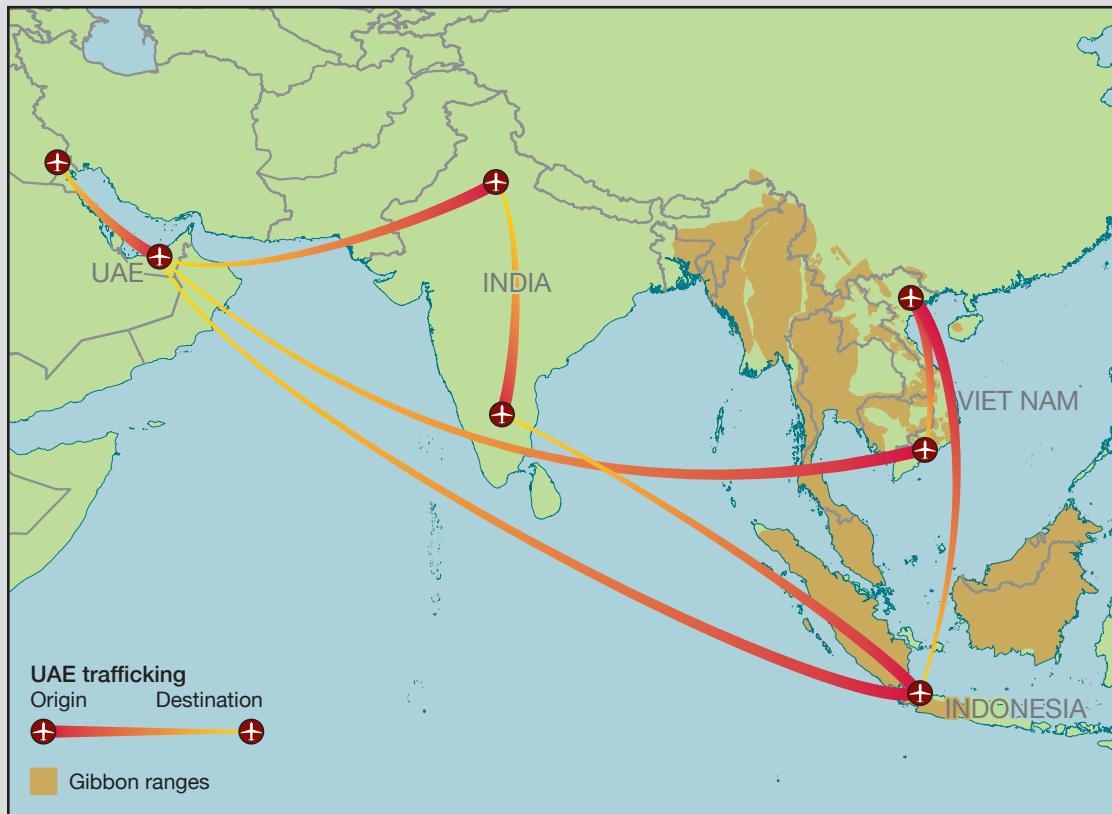 UAE
INDIA
VIET NAM
INDONESIA
UAE trafficking
Origin Destination
Gibbon ranges